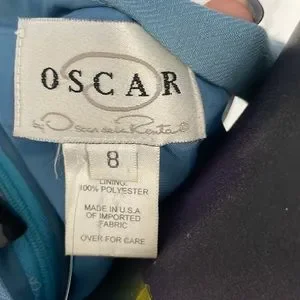 OSCAR
by Oscar de la Renta®
8
LINING:
100% POLYESTER
MADE IN U.S.A
OF IMPORTED
FABRIC
OVER FOR CARE